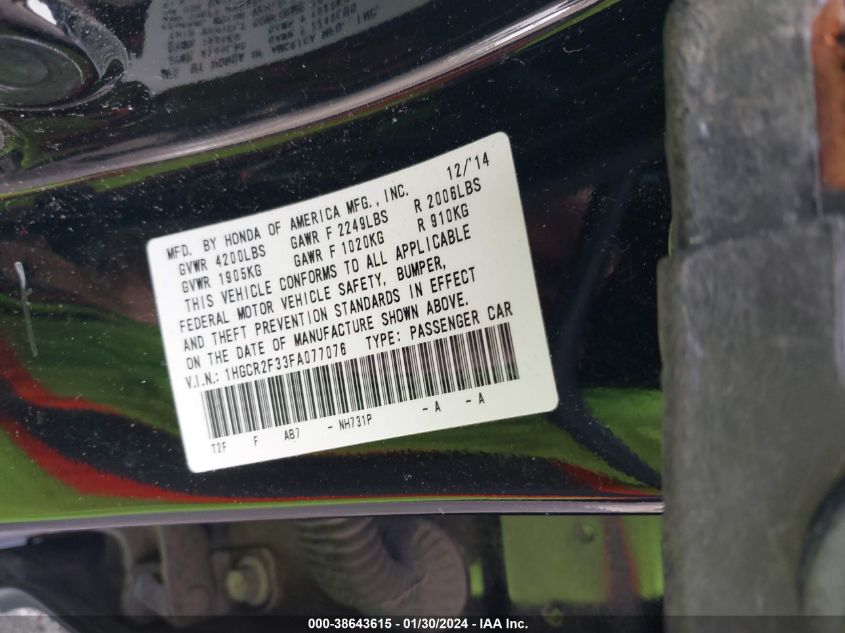 MFD. BY HONDA OF AMERICA MFG., INC. 12/'14
GVWR 4200LBS GAWR F 2249LBS R 2006LBS
GVWR 1905KG GAWR F 1020KG R 910KG
THIS VEHICLE CONFORMS TO ALL APPLICABLE
FEDERAL MOTOR VEHICLE SAFETY, BUMPER,
AND THEFT PREVENTION STANDARDS IN EFFECT
ON THE DATE OF MANUFACTURE SHOWN ABOVE.
V.I.N.: 1HGCR2F33FA077076 TYPE: PASSENGER CAR
T2F F AB7 - NH731P - A - A
000-38643615 - 01/30/2024 - IAA Inc.